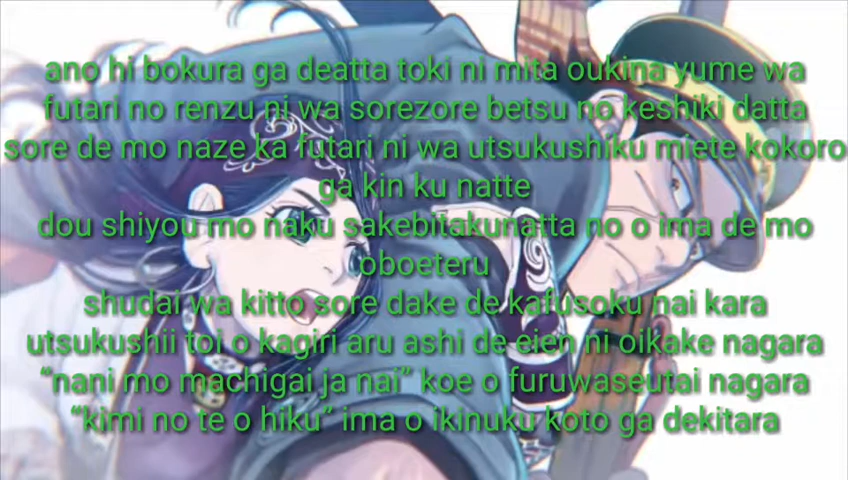 ano hi bokura ga deatta toki ni mita oukina yume wa
futari no renzu ni wa sorezore betsu no keshiki datta
sore de mo naze ka futari ni wa utsukushiku miete kokoro
ga kin ku natte
dou shiyou mo naku sakebitakunatta no o ima de mo
oboeteru
shudai wa kitto sore dake de kafusoku nai kara
utsukushii toi o kagiri aru ashi de eien ni oikake nagara
“nani mo machigai ja nai” koe o furuwaseutai nagara
“kimi no te o hiku” ima o ikinuku koto ga dekitara